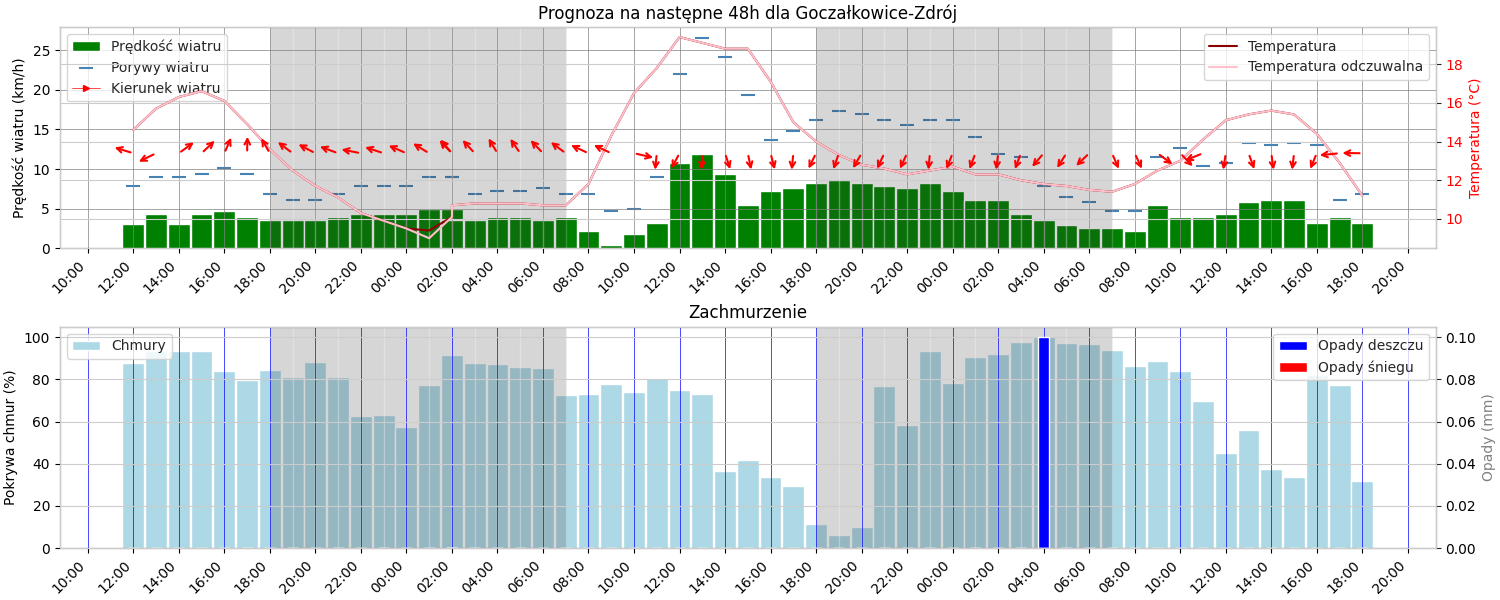 Prognoza na następne 48h dla Goczałkowice-Zdrój
Prędkość wiatru
Porywy wiatru
Kierunek wiatru
Temperatura
Temperatura odczuwalna
Prędkość wiatru (km/h)
25
20
15
10
5
0
18
16
14
12
10
Temperatura (°C)
10:00 12:00 14:00 16:00 18:00 20:00 22:00 00:00 02:00 04:00 06:00 08:00 10:00 12:00 14:00 16:00 18:00 20:00 22:00 00:00 02:00 04:00 06:00 08:00 10:00 12:00 14:00 16:00 18:00 20:00
Zachmurzenie
Chmury
Opady deszczu
Opady śniegu
Pokrywa chmur (%)
100
80
60
40
20
0
0.10
0.08
0.06
0.04
0.02
0.00
Opady (mm)
10:00 12:00 14:00 16:00 18:00 20:00 22:00 00:00 02:00 04:00 06:00 08:00 10:00 12:00 14:00 16:00 18:00 20:00 22:00 00:00 02:00 04:00 06:00 08:00 10:00 12:00 14:00 16:00 18:00 20:00